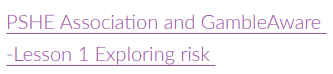 PSHE Association and GambleAware
-Lesson 1 Exploring risk